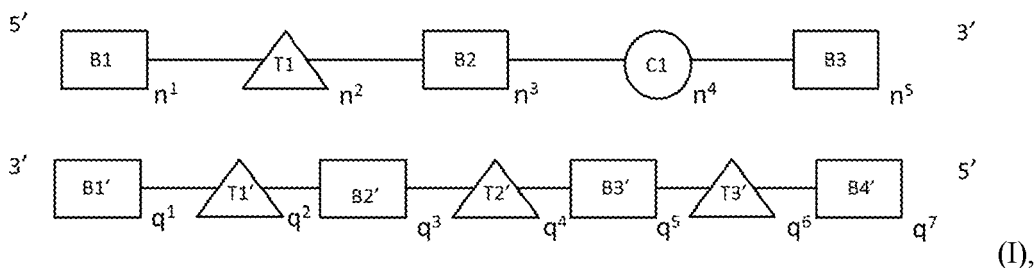 5′ B1 n¹ T1 n² B2 n³ C1 n⁴ B3 n⁵ 3′
3′ B1′ q¹ T1′ q² B2′ q³ T2′ q⁴ B3′ q⁵ T3′ q⁶ B4′ q⁷ 5′
(I),